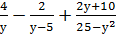 4/y − 2/(y−5) + (2y+10)/(25−y²)